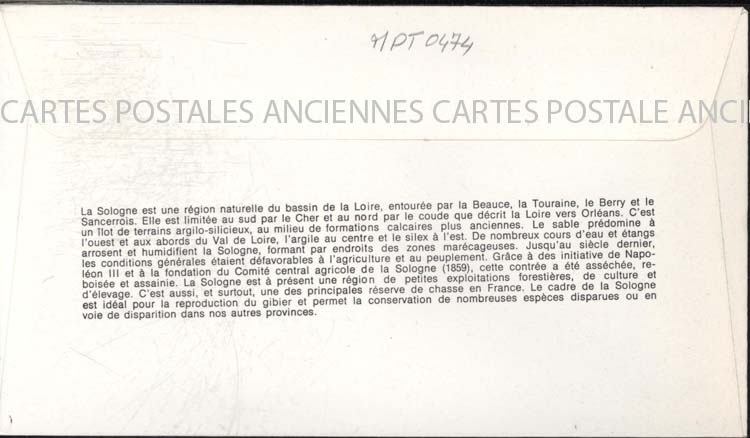 MPT0474
CARTES POSTALES ANCIENNES CARTES POSTALE ANCI
La Sologne est une région naturelle du bassin de la Loire, entourée par la Beauce, la Touraine, le Berry et le
Sancerrois. Elle est limitée au sud par le Cher et au nord par le coude que décrit la Loire vers Orléans. C'est
un îlot de terrains argilo-silicieux, au milieu de formations calcaires plus anciennes. Le sable prédomine à
l'ouest et aux abords du Val de Loire, l'argile au centre et le silex à l'est. De nombreux cours d'eau et étangs
arrosent et humidifient la Sologne, formant par endroits des zones marécageuses. Jusqu'au siècle dernier,
les conditions générales étaient défavorables à l'agriculture et au peuplement. Grâce à des initiative de Napo-
léon III et à la fondation du Comité central agricole de la Sologne (1859), cette contrée a été asséchée, re-
boisée et assainie. La Sologne est à présent une région de petites exploitations forestières, de culture et
d'élevage. C'est aussi, et surtout, une des principales réserve de chasse en France. Le cadre de la Sologne
est idéal pour la reproduction du gibier et permet la conservation de nombreuses espèces disparues ou en
voie de disparition dans nos autres provinces.